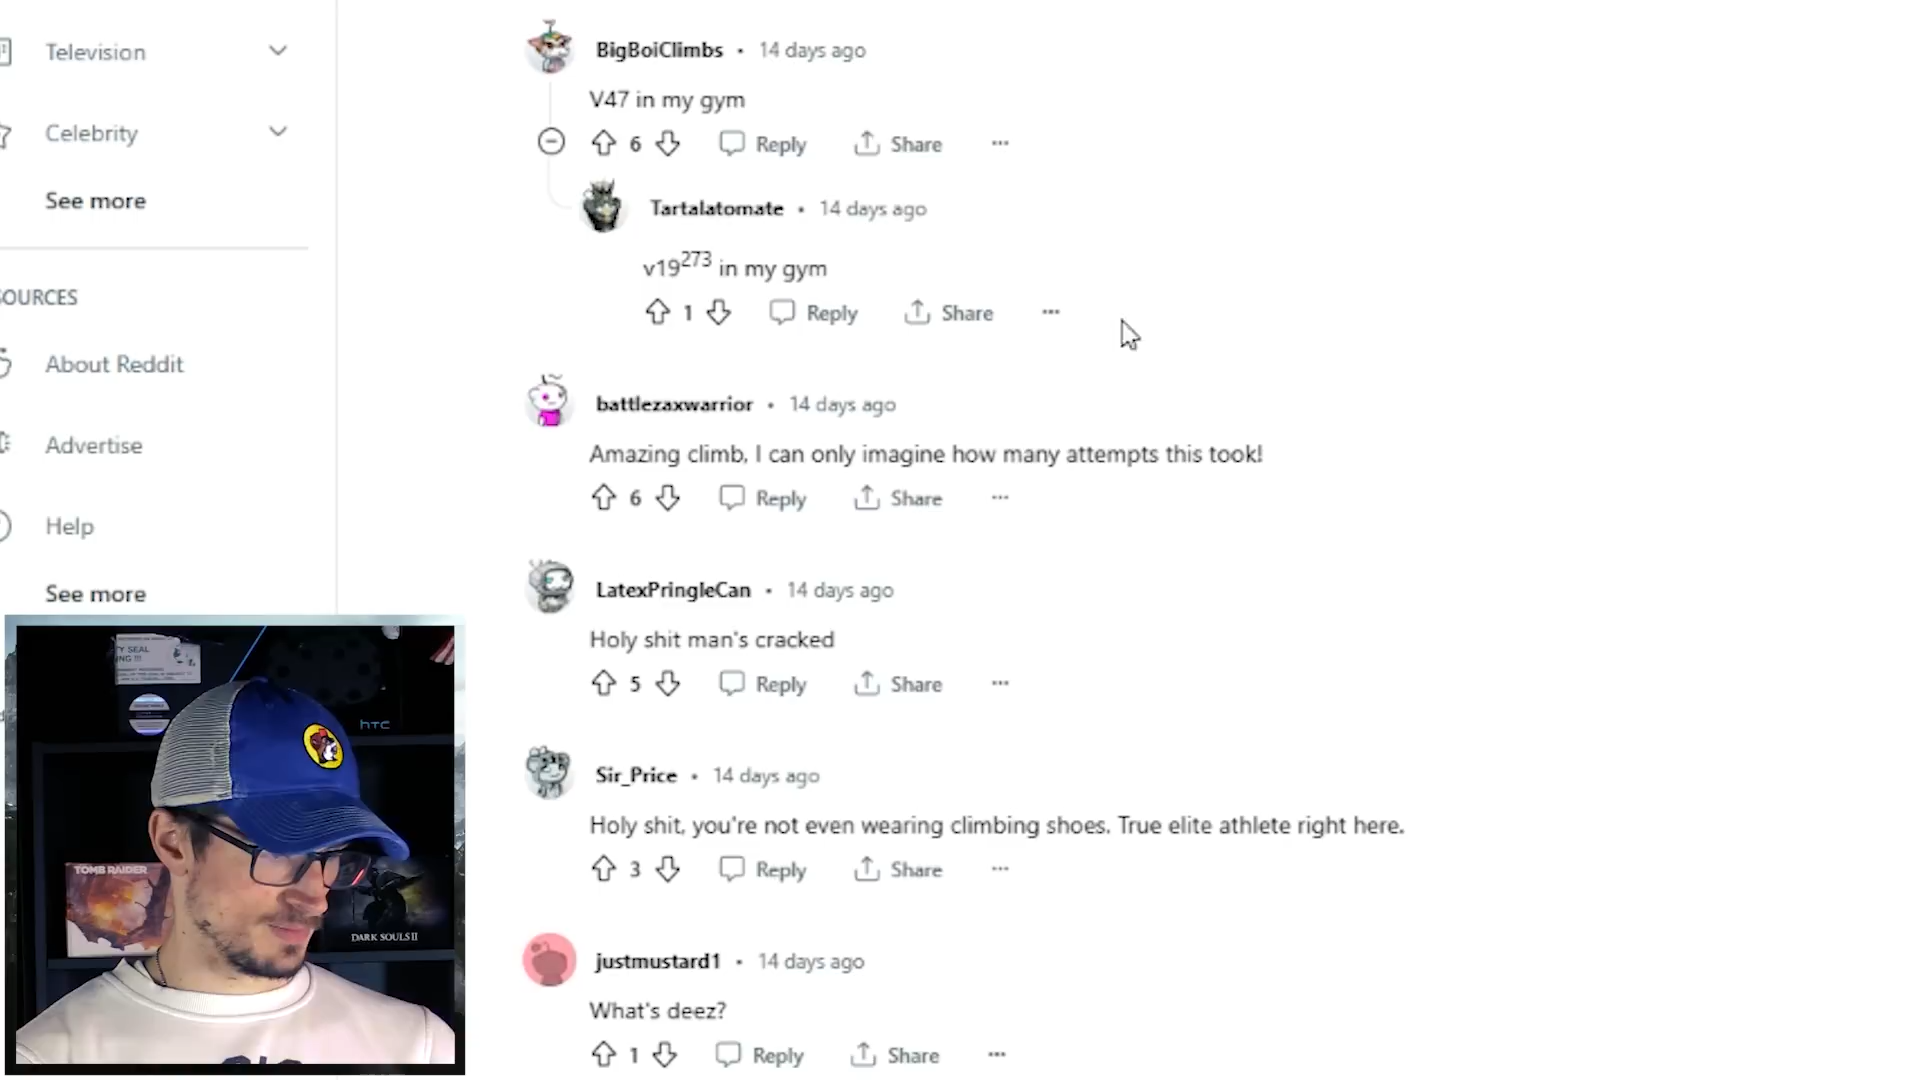 Television
Celebrity
See more
SOURCES
About Reddit
Advertise
Help
See more
BigBoiClimbs • 14 days ago
V47 in my gym
6 Reply Share ...
Tartalatomate • 14 days ago
v19²⁷³ in my gym
1 Reply Share ...
battlezaxwarrior • 14 days ago
Amazing climb, I can only imagine how many attempts this took!
6 Reply Share ...
LatexPringleCan • 14 days ago
Holy shit man's cracked
5 Reply Share ...
Sir_Price • 14 days ago
Holy shit, you're not even wearing climbing shoes. True elite athlete right here.
3 Reply Share ...
justmustard1 • 14 days ago
What's deez?
1 Reply Share ...
Y SEAL
NG !!!
hTC
TOMB RAIDER
DARK SOULS II